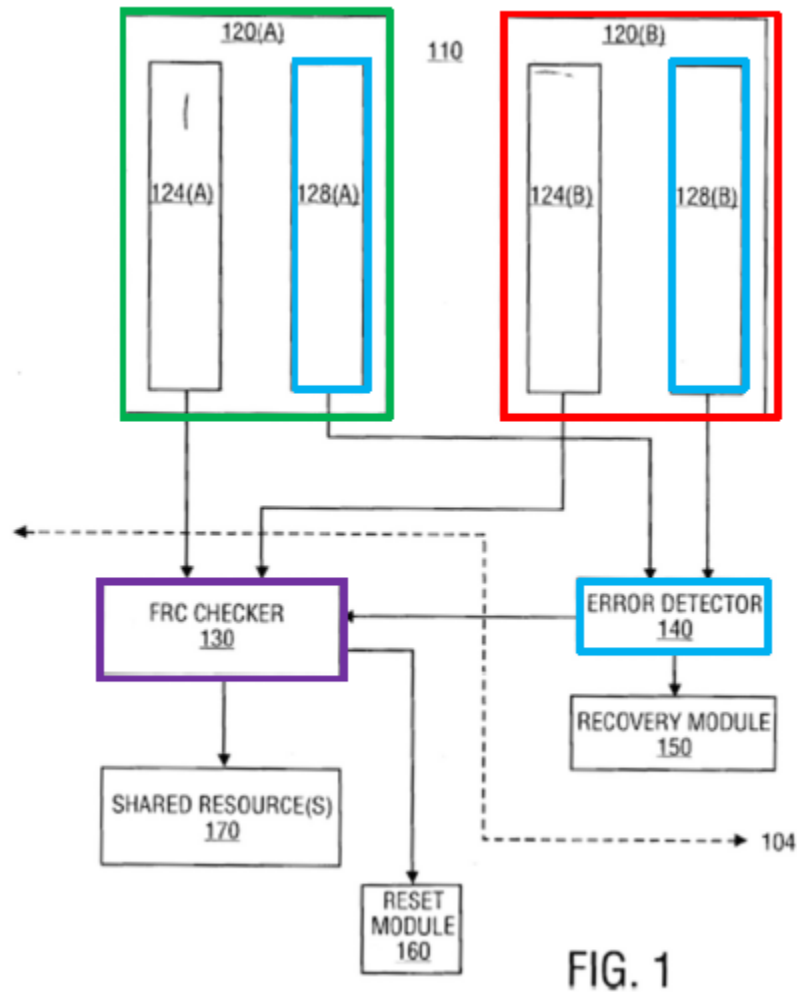 120(A)
110
120(B)
124(A)
128(A)
124(B)
128(B)
FRC CHECKER
130
ERROR DETECTOR
140
RECOVERY MODULE
150
SHARED RESOURCE(S)
170
104
RESET
MODULE
160
FIG. 1